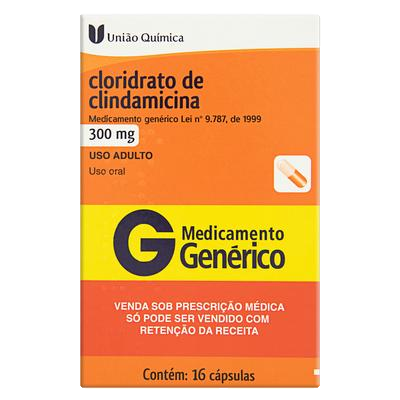 União Química
cloridrato de
clindamicina
Medicamento genérico Lei nº 9.787, de 1999
300 mg
USO ADULTO
Uso oral
G Medicamento
Genérico
VENDA SOB PRESCRIÇÃO MÉDICA
SÓ PODE SER VENDIDO COM
RETENÇÃO DA RECEITA
Contém: 16 cápsulas